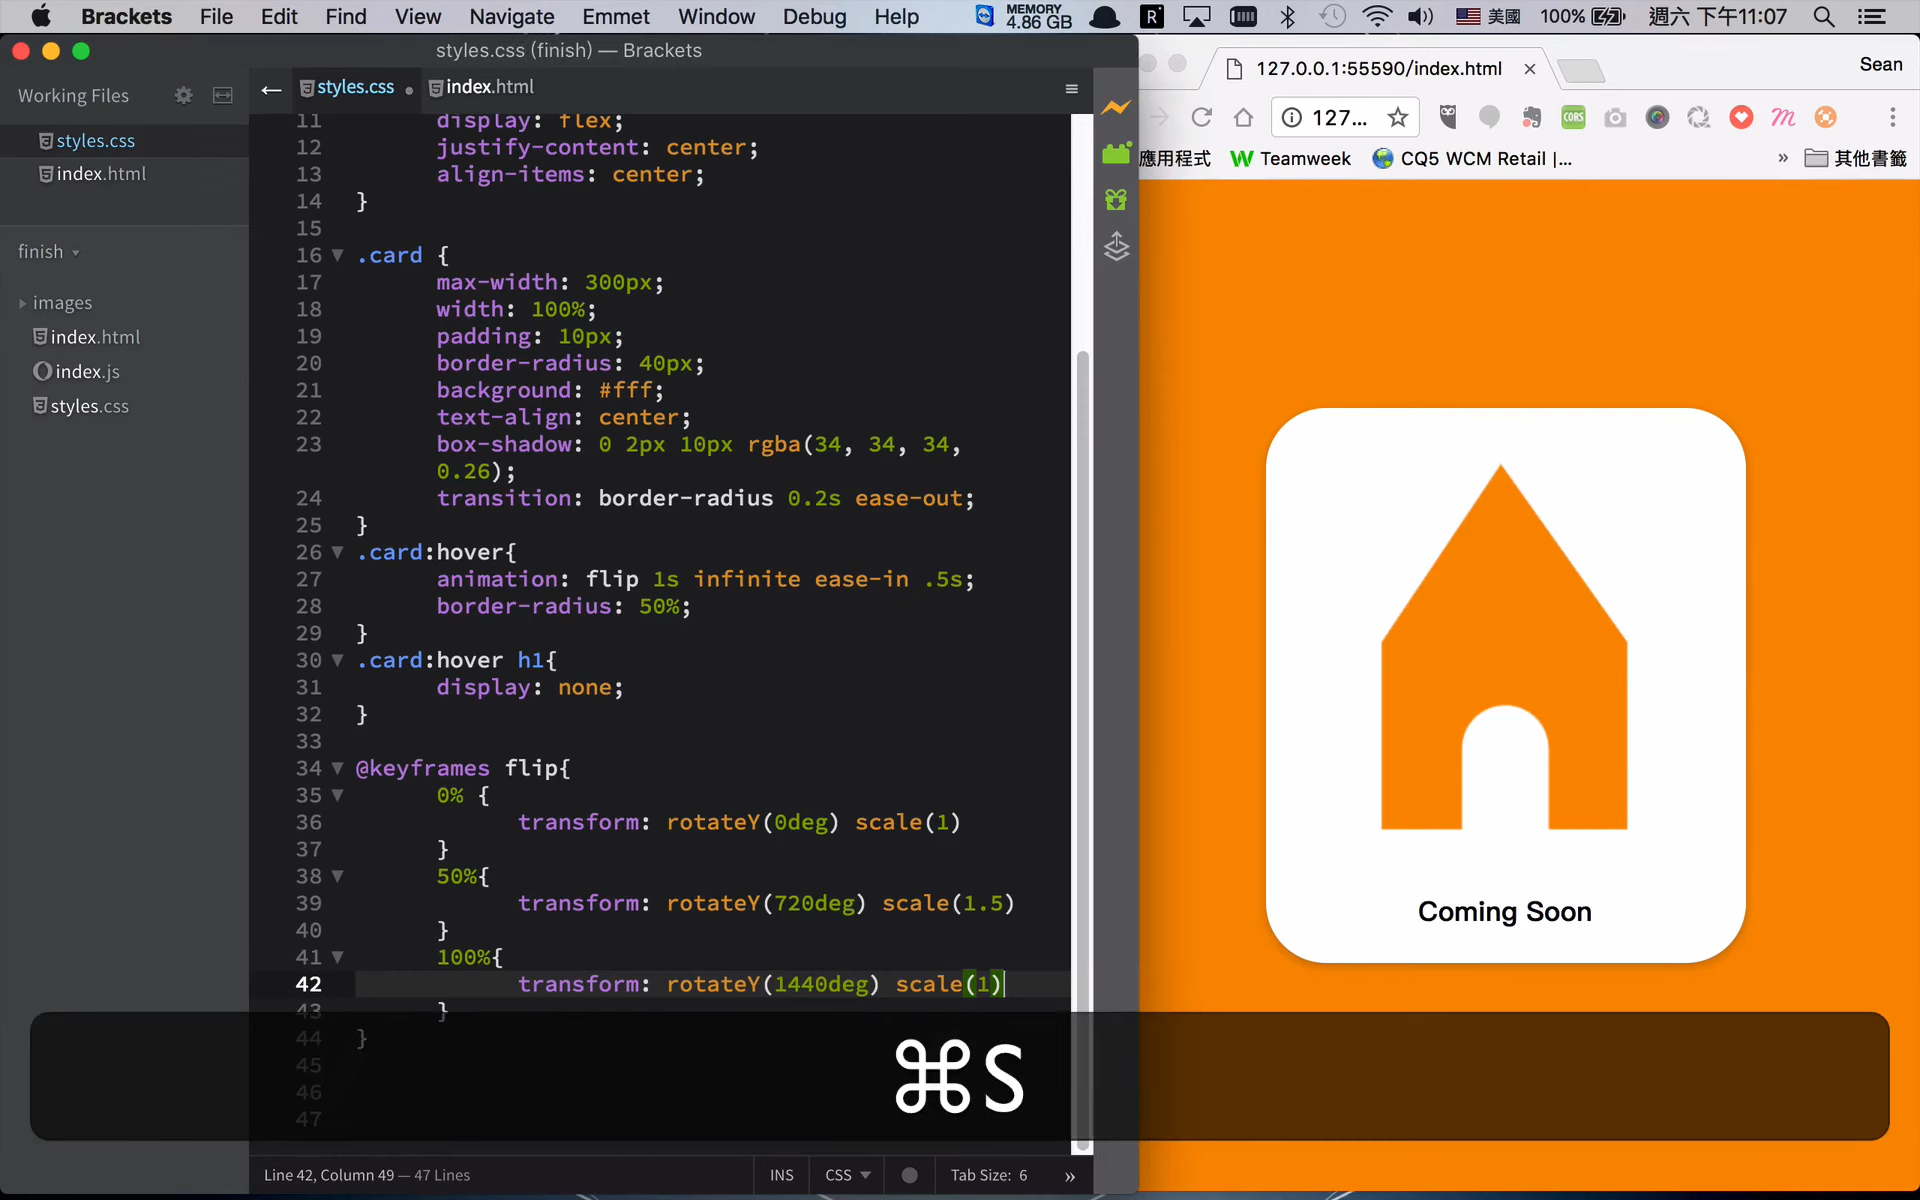 Brackets File Edit Find View Navigate Emmet Window Debug Help MEMORY 4.86 GB R 美國 100% 週六 下午11:07
styles.css (finish) — Brackets
Working Files
styles.css
index.html
finish
images
index.html
index.js
styles.css
styles.css
index.html
11 display: flex;
12 justify-content: center;
13 align-items: center;
14 }
15
16 .card {
17 max-width: 300px;
18 width: 100%;
19 padding: 10px;
20 border-radius: 40px;
21 background: #fff;
22 text-align: center;
23 box-shadow: 0 2px 10px rgba(34, 34, 34,
0.26);
24 transition: border-radius 0.2s ease-out;
25 }
26 .card:hover{
27 animation: flip 1s infinite ease-in .5s;
28 border-radius: 50%;
29 }
30 .card:hover h1{
31 display: none;
32 }
33
34 @keyframes flip{
35 0% {
36 transform: rotateY(0deg) scale(1)
37 }
38 50%{
39 transform: rotateY(720deg) scale(1.5)
40 }
41 100%{
42 transform: rotateY(1440deg) scale(1)
43 }
44 }
45
46
47
⌘S
Line 42, Column 49 — 47 Lines
INS CSS Tab Size: 6 »
127.0.0.1:55590/index.html
Sean
127... CORS m
應用程式 W Teamweek CQ5 WCM Retail |... » 其他書籤
Coming Soon